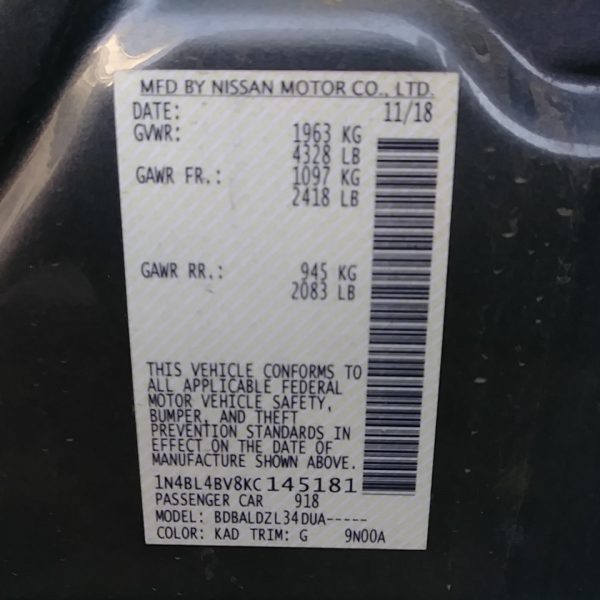 MFD BY NISSAN MOTOR CO., LTD.
DATE: 11/18
GVWR: 1963 KG
4328 LB
GAWR FR.: 1097 KG
2418 LB
GAWR RR.: 945 KG
2083 LB
THIS VEHICLE CONFORMS TO
ALL APPLICABLE FEDERAL
MOTOR VEHICLE SAFETY,
BUMPER, AND THEFT
PREVENTION STANDARDS IN
EFFECT ON THE DATE OF
MANUFACTURE SHOWN ABOVE.
1N4BL4BV8KC145181
PASSENGER CAR 918
MODEL: BDBALDZL34DUA-----
COLOR: KAD TRIM: G 9N00A